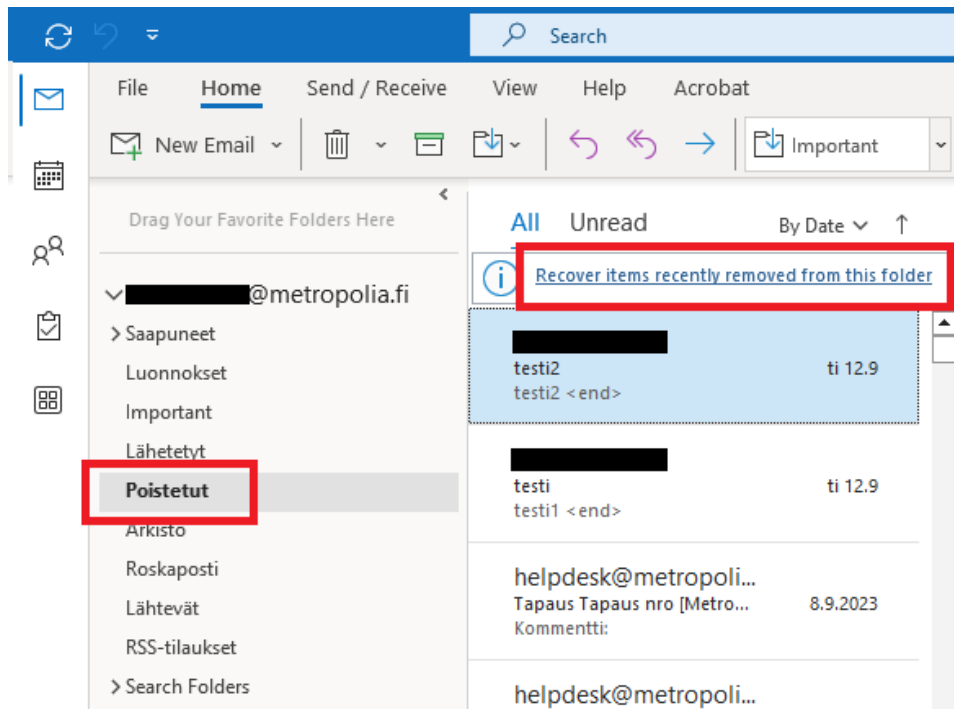 Search
File Home Send / Receive View Help Acrobat
New Email Important
Drag Your Favorite Folders Here
@metropolia.fi
Saapuneet
Luonnokset
Important
Lähetetyt
Poistetut
Arkisto
Roskaposti
Lähtevät
RSS-tilaukset
Search Folders
All Unread By Date
Recover items recently removed from this folder
testi2 ti 12.9
testi2 <end>
testi ti 12.9
testi1 <end>
helpdesk@metropoli...
Tapaus Tapaus nro [Metro... 8.9.2023
Kommentti:
helpdesk@metropoli...